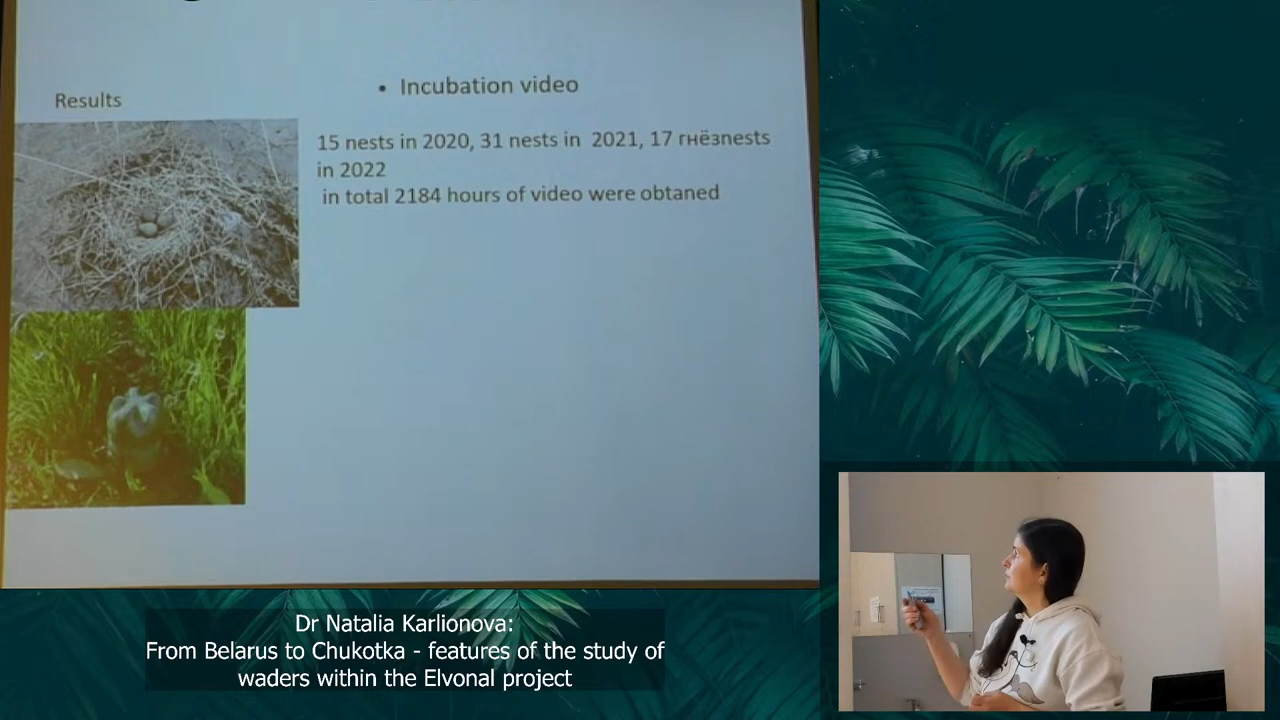 Results
• Incubation video
15 nests in 2020, 31 nests in 2021, 17 гнёзnests
in 2022
in total 2184 hours of video were obtaned
Dr Natalia Karlionova:
From Belarus to Chukotka - features of the study of
waders within the Elvonal project